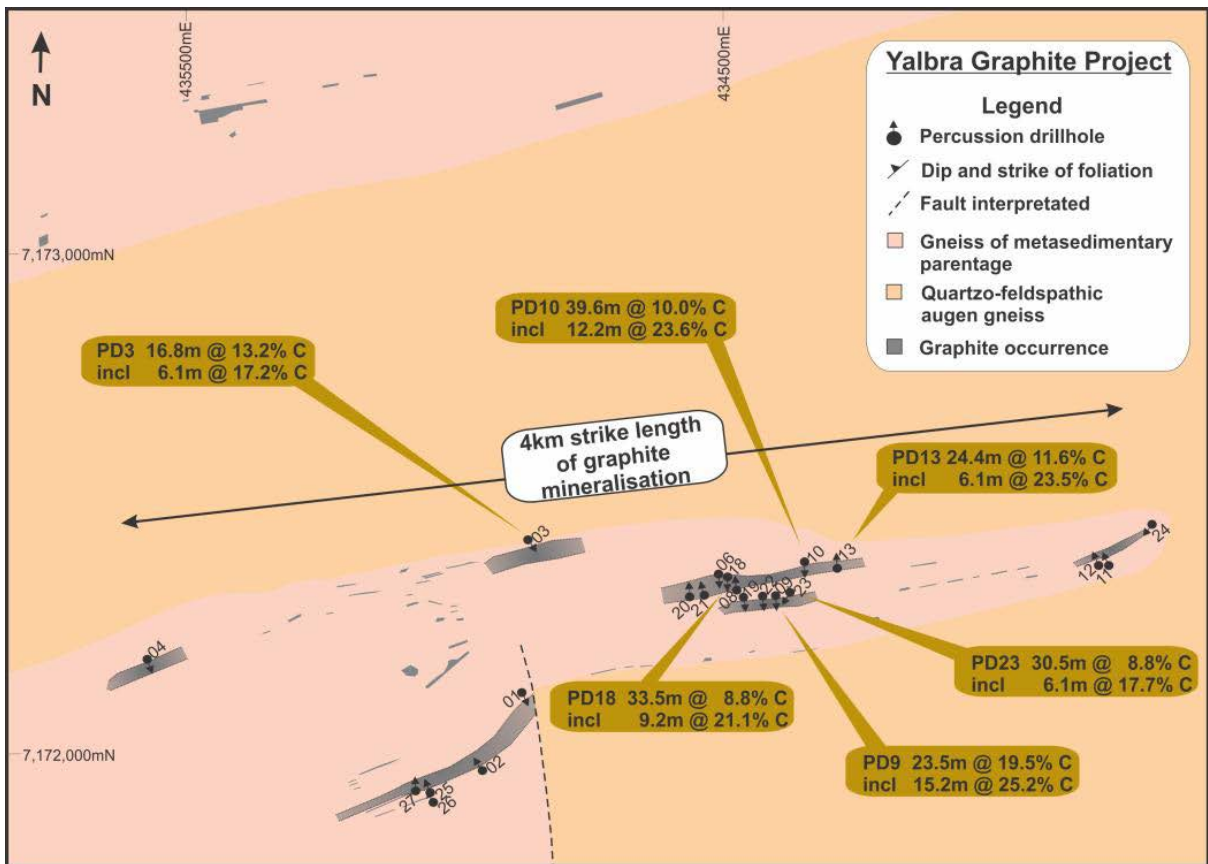 435500mE
434500mE
N
Yalbra Graphite Project
Legend
Percussion drillhole
Dip and strike of foliation
Fault interpretated
Gneiss of metasedimentary
parentage
Quartzo-feldspathic
augen gneiss
Graphite occurrence
7,173,000mN
PD10 39.6m @ 10.0% C
incl 12.2m @ 23.6% C
PD3 16.8m @ 13.2% C
incl 6.1m @ 17.2% C
4km strike length
of graphite
mineralisation
PD13 24.4m @ 11.6% C
incl 6.1m @ 23.5% C
03
06
18
10
13
24
12
11
20
21
08
19
22
09
23
04
01
02
27
25
26
PD18 33.5m @ 8.8% C
incl 9.2m @ 21.1% C
PD23 30.5m @ 8.8% C
incl 6.1m @ 17.7% C
7,172,000mN
PD9 23.5m @ 19.5% C
incl 15.2m @ 25.2% C